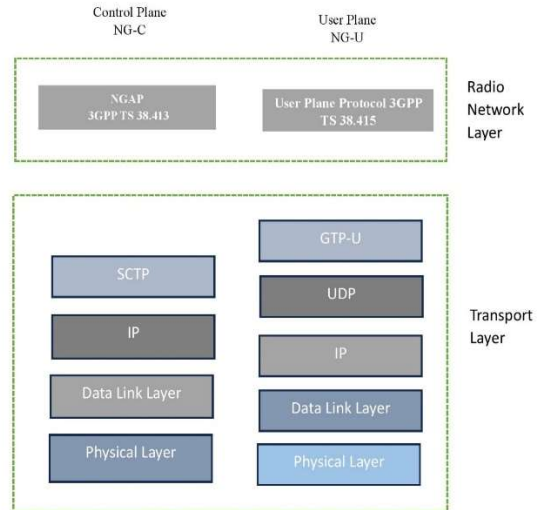 Control Plane
NG-C
User Plane
NG-U
NGAP
3GPP TS 38.413
User Plane Protocol 3GPP
TS 38.415
Radio
Network
Layer
SCTP
IP
Data Link Layer
Physical Layer
GTP-U
UDP
IP
Data Link Layer
Physical Layer
Transport
Layer